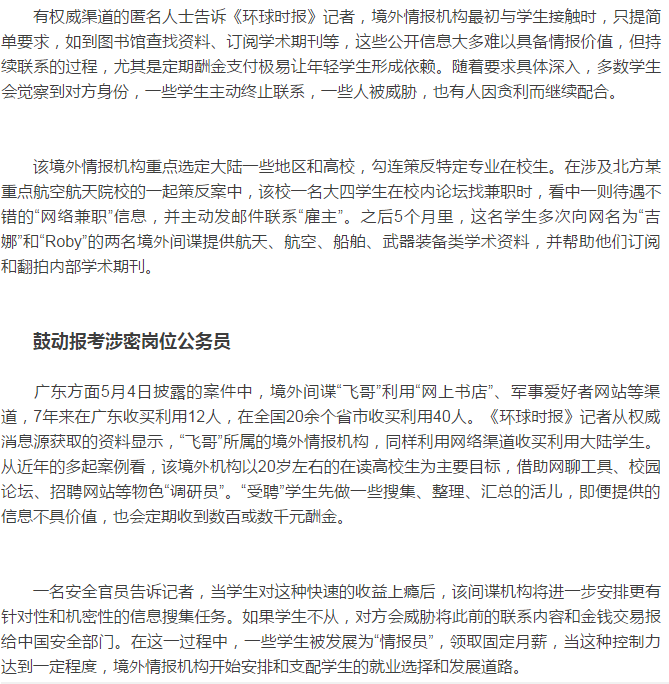 有权威渠道的匿名人士告诉《环球时报》记者，境外情报机构最初与学生接触时，只提简
单要求，如到图书馆查找资料、订阅学术期刊等，这些公开信息大多难以具备情报价值，但持
续联系的过程，尤其是定期酬金支付极易让年轻学生形成依赖。随着要求具体深入，多数学生
会觉察到对方身份，一些学生主动终止联系，一些人被威胁，也有人因贪利而继续配合。
该境外情报机构重点选定大陆一些地区和高校，勾连策反特定专业在校生。在涉及北方某
重点航空航天院校的一起策反案中，该校一名大四学生在校内论坛找兼职时，看中一则待遇不
错的“网络兼职”信息，并主动发邮件联系“雇主”。之后5个月里，这名学生多次向网名为“吉
娜”和“Roby”的两名境外间谍提供航天、航空、船舶、武器装备类学术资料，并帮助他们订阅
和翻拍内部学术期刊。
鼓动报考涉密岗位公务员
广东方面5月4日披露的案件中，境外间谍“飞哥”利用“网上书店”、军事爱好者网站等渠
道，7年来在广东收买利用12人，在全国20余个省市收买利用40人。《环球时报》记者从权威
消息源获取的资料显示，“飞哥”所属的境外情报机构，同样利用网络渠道收买利用大陆学生。
从近年的多起案例看，该境外机构以20岁左右的在读高校生为主要目标，借助网聊工具、校园
论坛、招聘网站等物色“调研员”。“受聘”学生先做一些搜集、整理、汇总的活儿，即便提供的
信息不具价值，也会定期收到数百或数千元酬金。
一名安全官员告诉记者，当学生对这种快速的收益上瘾后，该间谍机构将进一步安排更有
针对性和机密性的信息搜集任务。如果学生不从，对方会威胁将此前的联系内容和金钱交易报
给中国安全部门。在这一过程中，一些学生被发展为“情报员”，领取固定月薪，当这种控制力
达到一定程度，境外情报机构开始安排和支配学生的就业选择和发展道路。